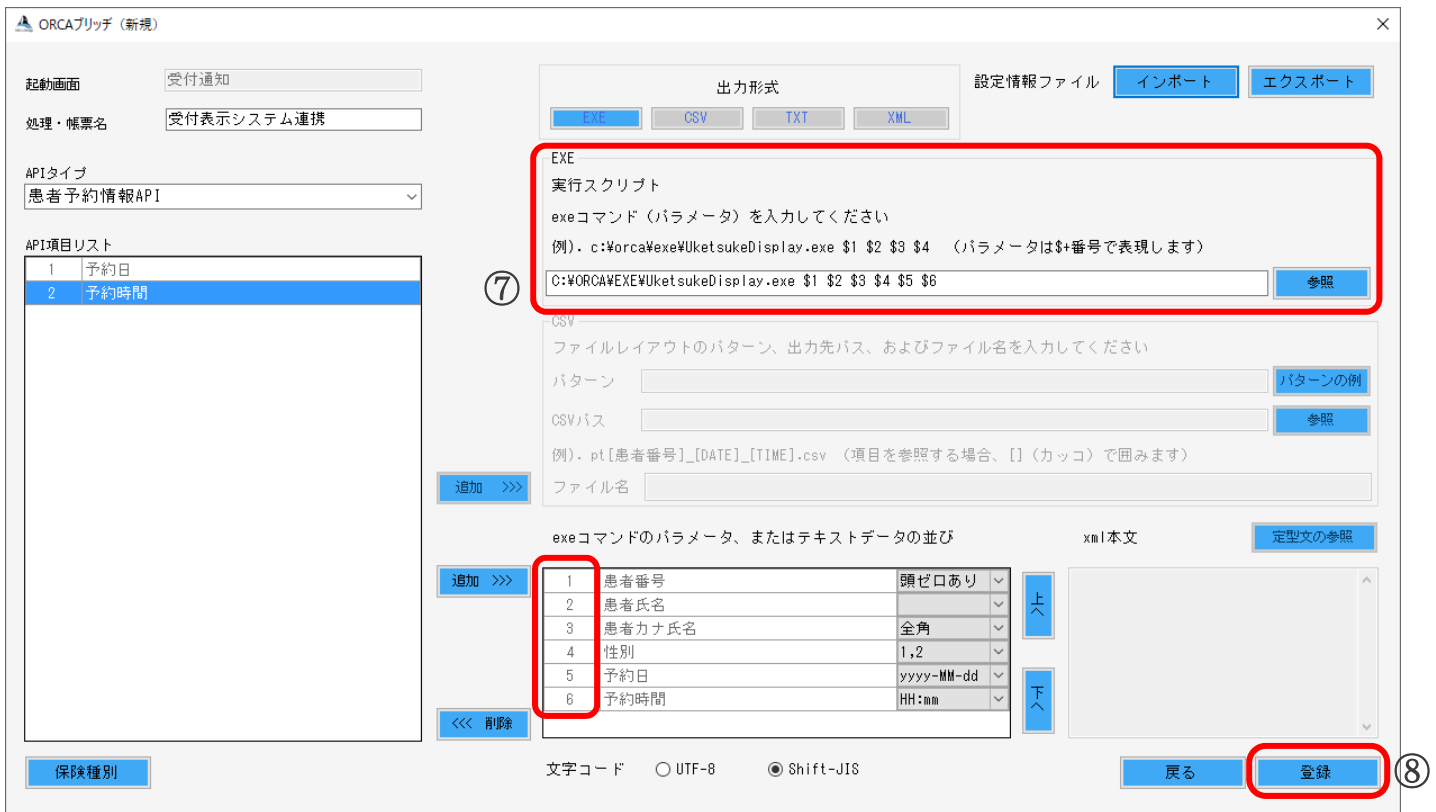 ORCAブリッヂ（新規）
起動画面
受付通知
処理・帳票名
受付表示システム連携
出力形式
EXE
CSV
TXT
XML
設定情報ファイル
インポート
エクスポート
APIタイプ
患者予約情報API
API項目リスト
1 予約日
2 予約時間
EXE
実行スクリプト
exeコマンド（パラメータ）を入力してください
例）. c:¥orca¥exe¥UketsukeDisplay.exe $1 $2 $3 $4 （パラメータは$+番号で表現します）
⑦
C:¥ORCA¥EXE¥UketsukeDisplay.exe $1 $2 $3 $4 $5 $6
参照
CSV
ファイルレイアウトのパターン、出力先パス、およびファイル名を入力してください
パターン
パターンの例
CSVパス
参照
例）. pt[患者番号]_[DATE]_[TIME].csv （項目を参照する場合、[]（カッコ）で囲みます）
追加 >>>
ファイル名
exeコマンドのパラメータ、またはテキストデータの並び
xml本文
定型文の参照
追加 >>>
<<< 削除
1 患者番号 頭ゼロあり
2 患者氏名
3 患者カナ氏名 全角
4 性別 1,2
5 予約日 yyyy-MM-dd
6 予約時間 HH:mm
上へ
下へ
保険種別
文字コード
UTF-8
Shift-JIS
戻る
登録
⑧